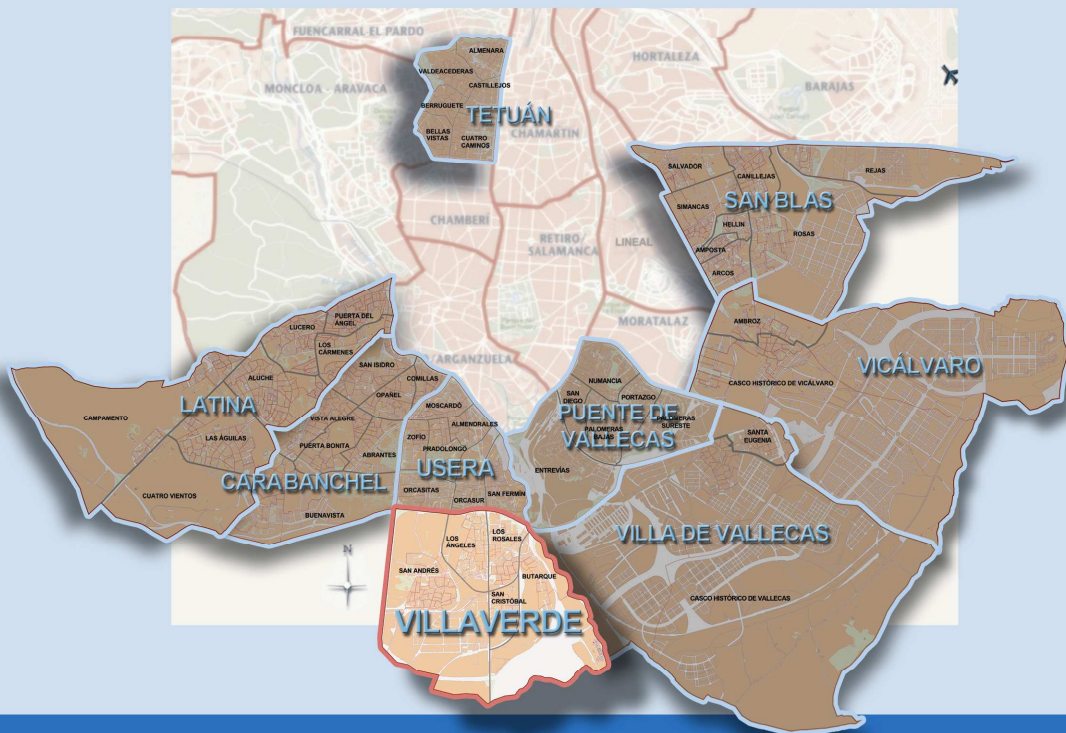 FUENCARRAL EL PARDO
ALMENARA
HORTALEZA
VALDEACEDERAS
MONCLOA - ARAVACA
CASTILLEJOS
BARAJAS
BERRUGUETE
TETUÁN
CHAMARTIN
BELLAS
VISTAS
CUATRO
CAMINOS
SALVADOR
CANILLEJAS
REJAS
SAN BLAS
SIMANCAS
CHAMBERÍ
HELLIN
ROSAS
RETIRO/
SALAMANCA
LINEAL
AMPOSTA
ARCOS
MORATALAZ
AMBROZ
PUERTA DEL
ÁNGEL
LUCERO
LOS
CÁRMENES
ARGANZUELA
SAN ISIDRO
VICÁLVARO
ALUCHE
COMILLAS
CASCO HISTÓRICO DE VICÁLVARO
NUMANCIA
SAN
DIEGO
PORTAZGO
OPAÑEL
LATINA
MOSCARDÓ
PUENTE DE
VALLECAS
CAMPAMENTO
VISTA ALEGRE
ALMENDRALES
PALOMERAS
SURESTE
PALOMERAS
BAJAS
SANTA
EUGENIA
LAS ÁGUILAS
ZOFÍO
PUERTA BONITA
PRADOLONGO
ABRANTES
USERA
ENTREVÍAS
CARABANCHEL
ORCASITAS
CUATRO VIENTOS
ORCASUR
SAN FERMÍN
BUENAVISTA
VILLA DE VALLECAS
LOS
ÁNGELES
LOS
ROSALES
N
SAN ANDRÉS
BUTARQUE
SAN
CRISTÓBAL
CASCO HISTÓRICO DE VALLECAS
VILLAVERDE